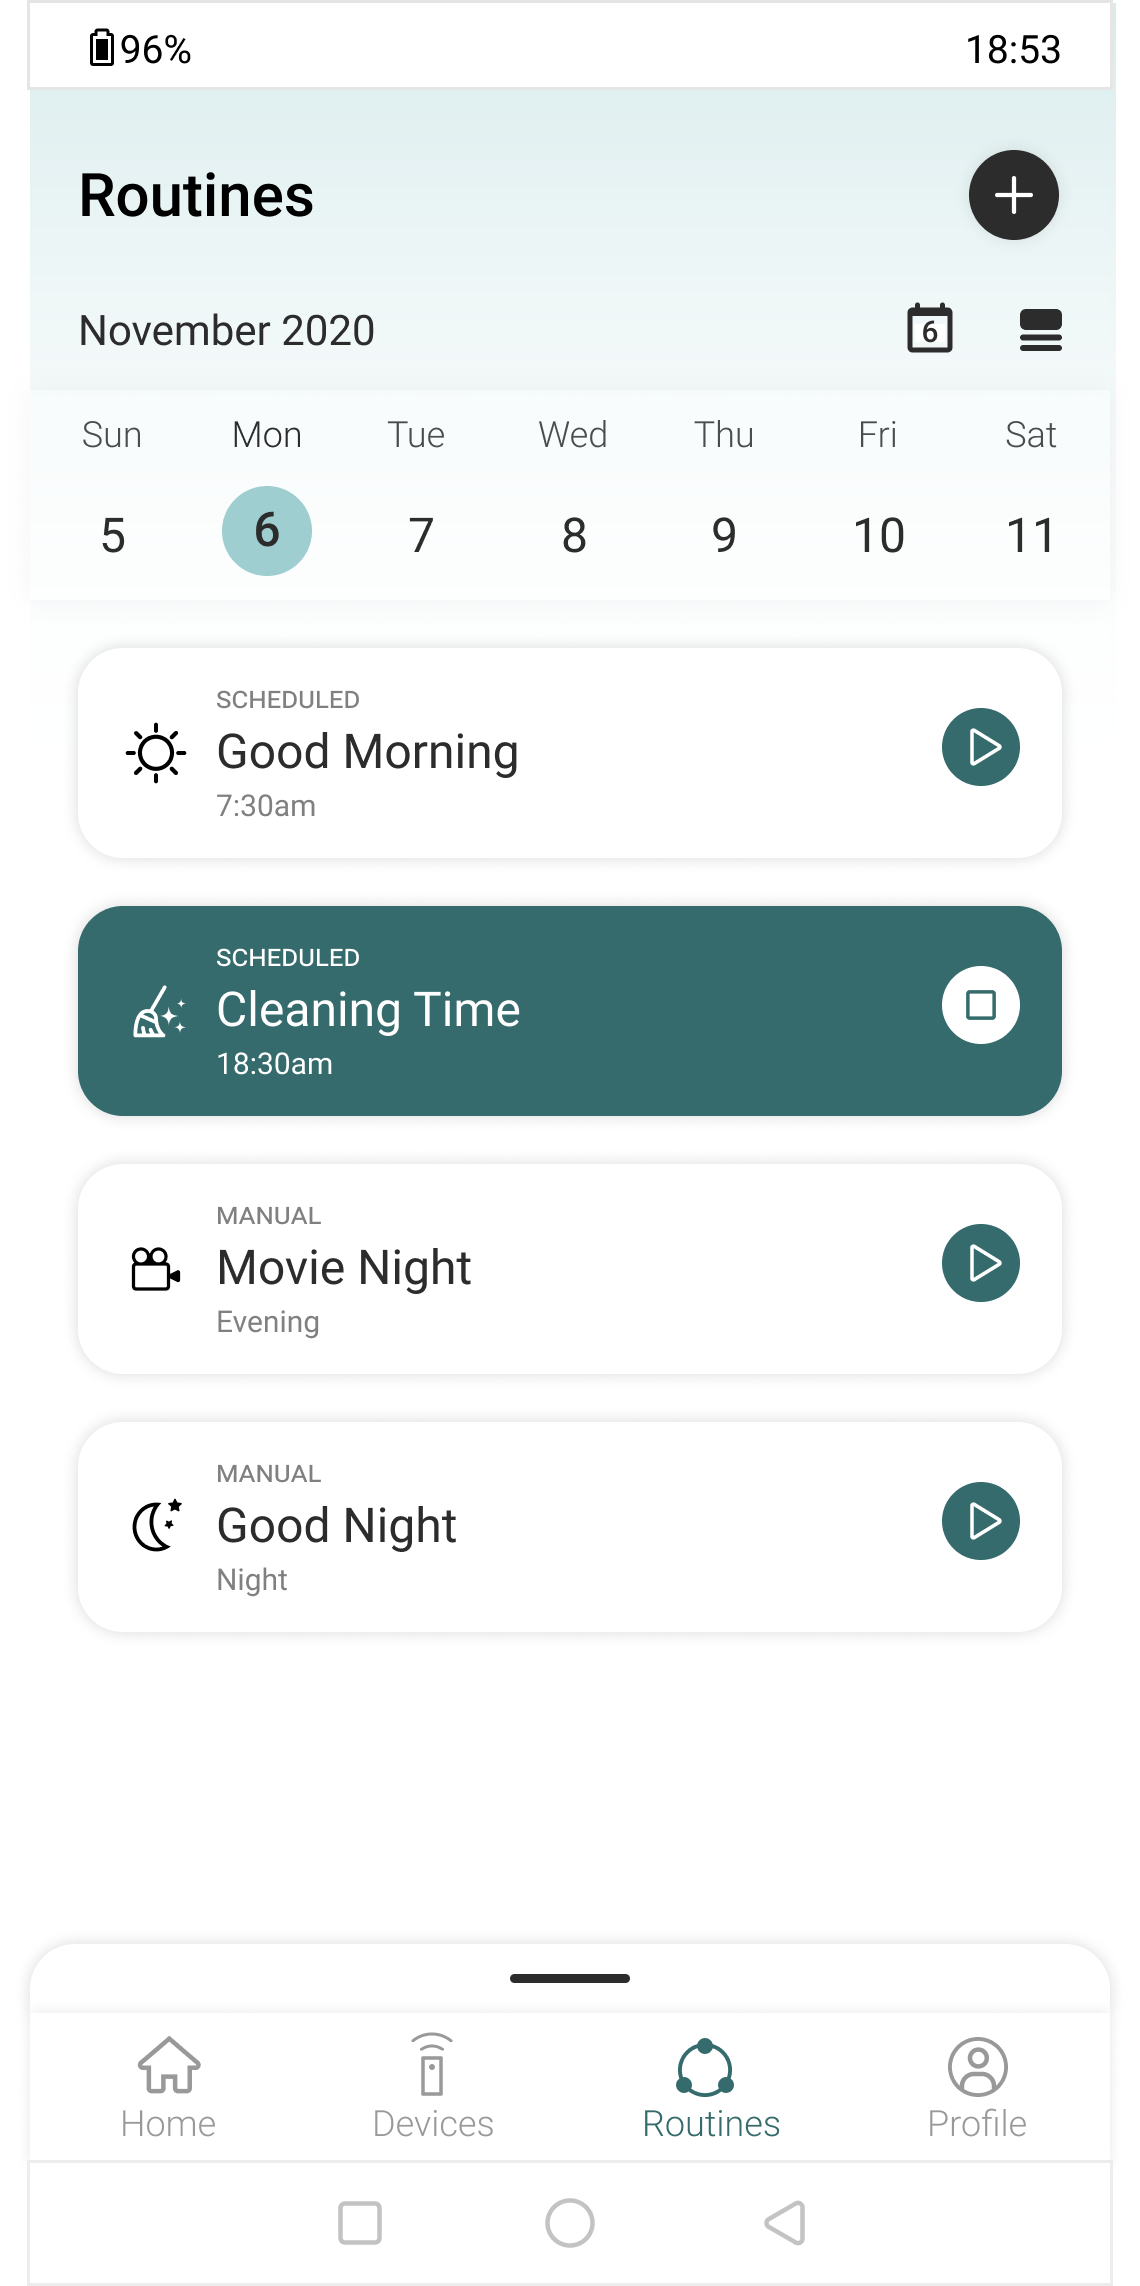 96% 18:53
Routines
November 2020 6
Sun Mon Tue Wed Thu Fri Sat
5 6 7 8 9 10 11
SCHEDULED
Good Morning
7:30am
SCHEDULED
Cleaning Time
18:30am
MANUAL
Movie Night
Evening
MANUAL
Good Night
Night
Home Devices Routines Profile